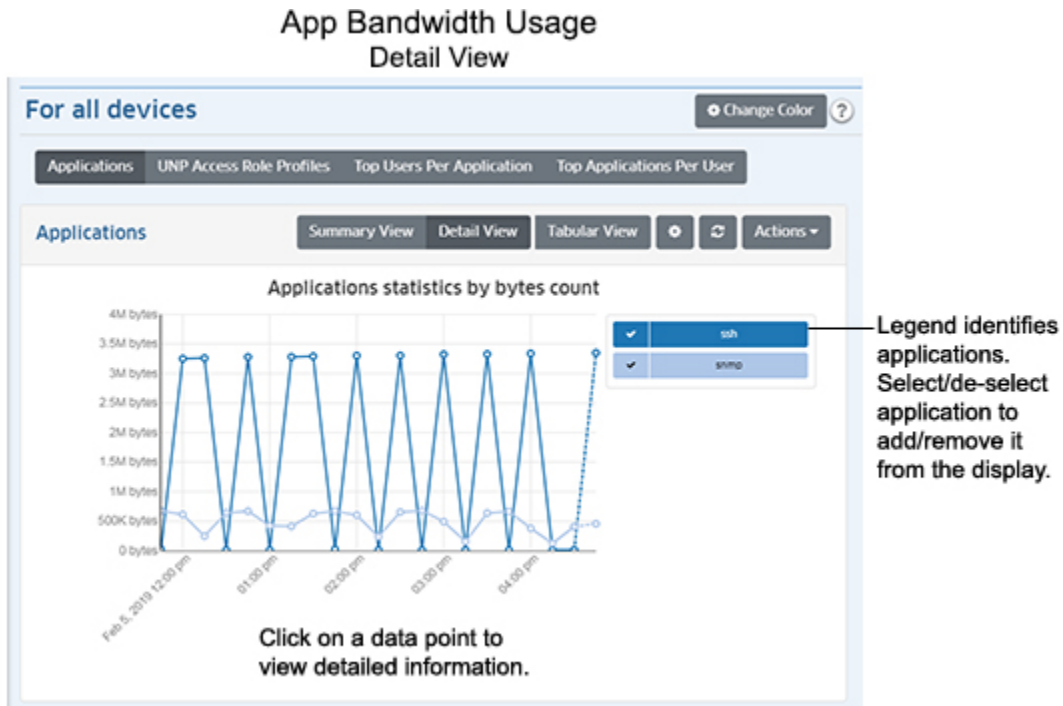 App Bandwidth Usage
Detail View
For all devices
Change Color ?
Applications UNP Access Role Profiles Top Users Per Application Top Applications Per User
Applications
Summary View Detail View Tabular View Actions
Applications statistics by bytes count
4M bytes
3.5M bytes
3M bytes
2.5M bytes
2M bytes
1.5M bytes
1M bytes
500K bytes
0 bytes
Feb 5, 2019 12:00 pm
01:00 pm
02:00 pm
03:00 pm
04:00 pm
ssh
snmp
Legend identifies
applications.
Select/de-select
application to
add/remove it
from the display.
Click on a data point to
view detailed information.